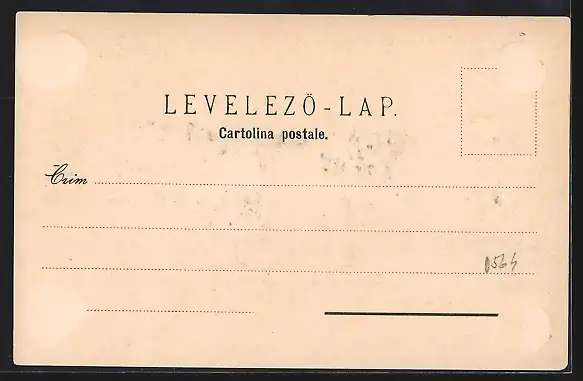 LEVELEZŐ-LAP.
Cartolina postale.
Czim
0564